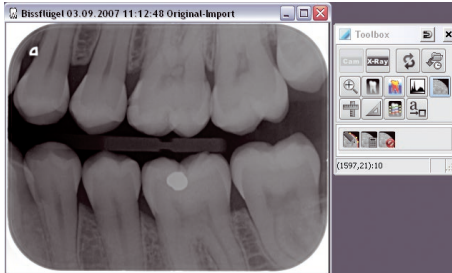 Bissflügel 03.09.2007 11:12:48 Original-Import
Toolbox
Cam X-Ray
a
(1597,21):10